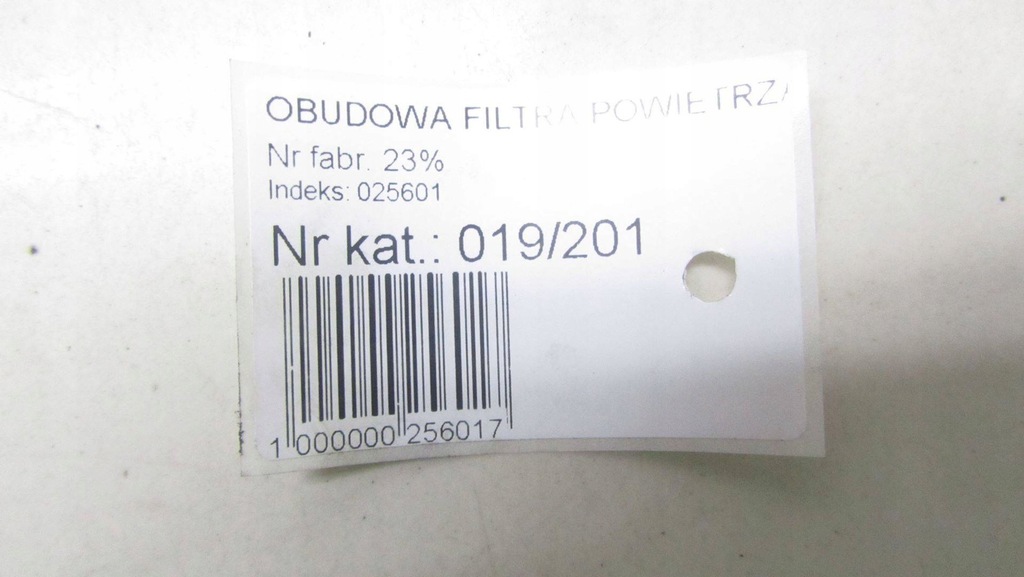 OBUDOWA FILTRA POWIETRZA
Nr fabr. 23%
Indeks: 025601
Nr kat.: 019/201
1 000000 256017